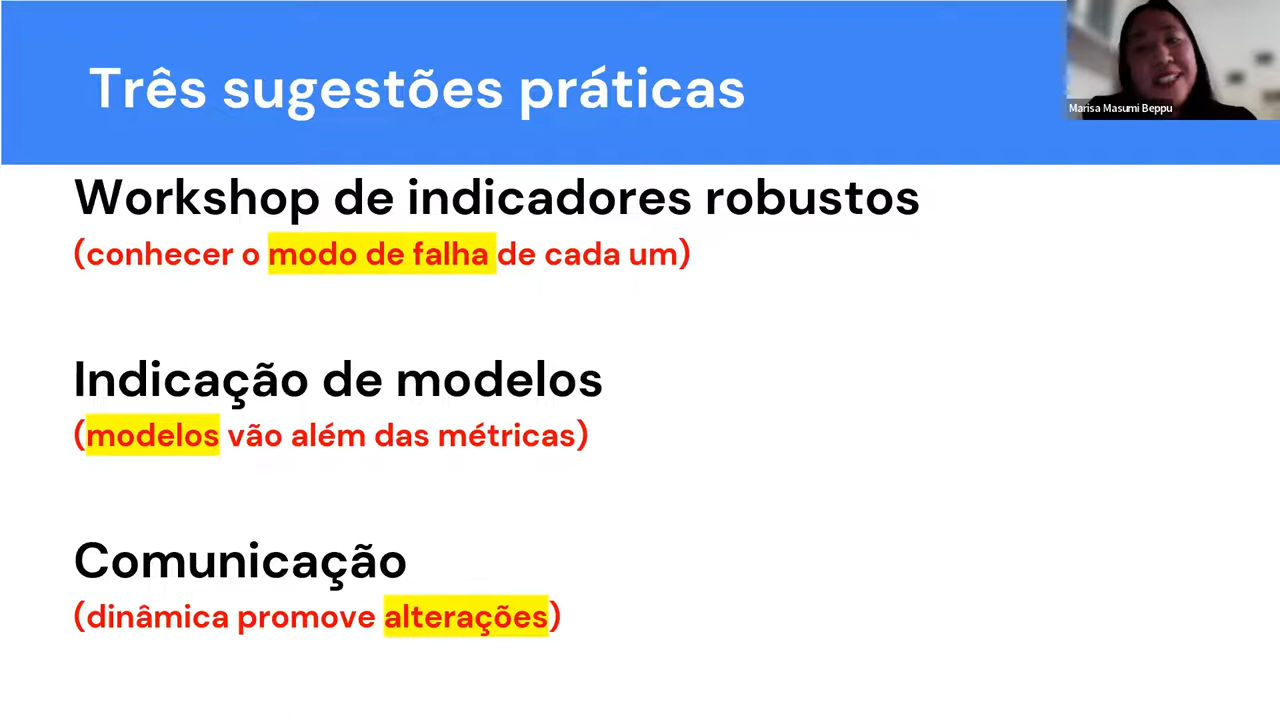 Três sugestões práticas
Marisa Masumi Beppu
Workshop de indicadores robustos
(conhecer o modo de falha de cada um)
Indicação de modelos
(modelos vão além das métricas)
Comunicação
(dinâmica promove alterações)